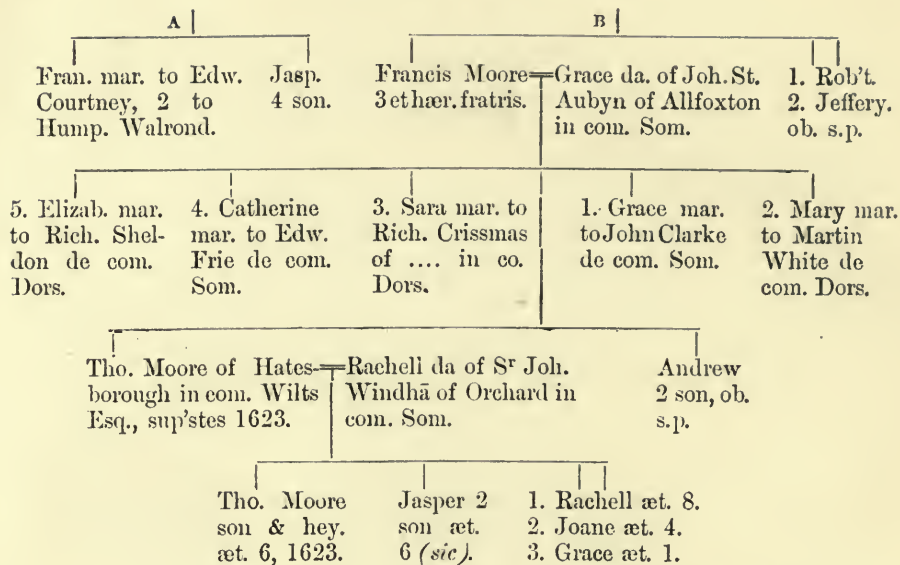 A
B
Fran. mar. to Edw.
Courtney, 2 to
Hump. Walrond.
Jasp.
4 son.
Francis Moore
3 et hær. fratris.
Grace da. of Joh. St.
Aubyn of Allfoxton
in com. Som.
1. Rob't.
2. Jeffery.
ob. s.p.
5. Elizab. mar.
to Rich. Shel-
don de com.
Dors.
4. Catherine
mar. to Edw.
Frie de com.
Som.
3. Sara mar. to
Rich. Crissmas
of .... in co.
Dors.
1. Grace mar.
to John Clarke
de com. Som.
2. Mary mar.
to Martin
White de
com. Dors.
Tho. Moore of Hates-
borough in com. Wilts
Esq., sup'stes 1623.
Rachell da of Sʳ Joh.
Windhā of Orchard in
com. Som.
Andrew
2 son, ob.
s.p.
Tho. Moore
son & hey.
æt. 6, 1623.
Jasper 2
son æt.
6 (sic).
1. Rachell æt. 8.
2. Joane æt. 4.
3. Grace æt. 1.